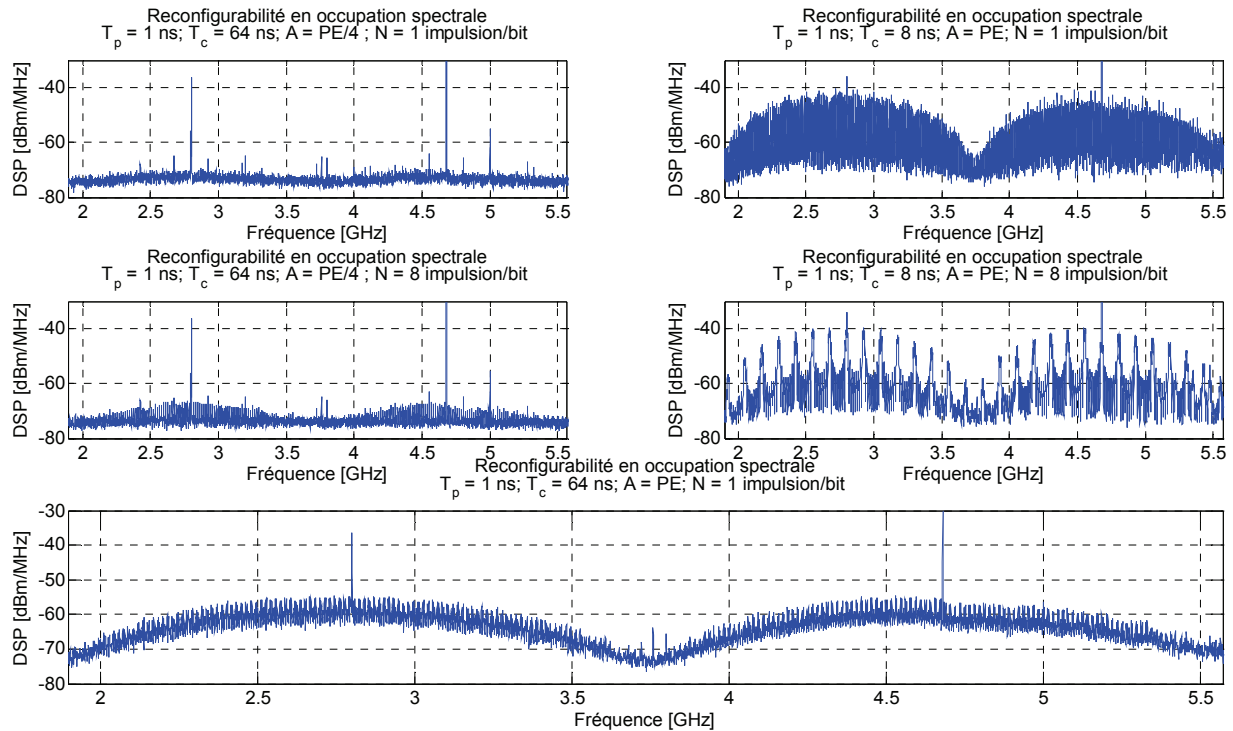 Reconfigurabilité en occupation spectrale
T_p = 1 ns; T_c = 64 ns; A = PE/4 ; N = 1 impulsion/bit
DSP [dBm/MHz]
-40
-60
-80
2 2.5 3 3.5 4 4.5 5 5.5
Fréquence [GHz]
Reconfigurabilité en occupation spectrale
T_p = 1 ns; T_c = 8 ns; A = PE; N = 1 impulsion/bit
DSP [dBm/MHz]
-40
-60
-80
2 2.5 3 3.5 4 4.5 5 5.5
Fréquence [GHz]
Reconfigurabilité en occupation spectrale
T_p = 1 ns; T_c = 64 ns; A = PE/4 ; N = 8 impulsion/bit
DSP [dBm/MHz]
-40
-60
-80
2 2.5 3 3.5 4 4.5 5 5.5
Fréquence [GHz]
Reconfigurabilité en occupation spectrale
T_p = 1 ns; T_c = 8 ns; A = PE; N = 8 impulsion/bit
DSP [dBm/MHz]
-40
-60
-80
2 2.5 3 3.5 4 4.5 5 5.5
Fréquence [GHz]
Reconfigurabilité en occupation spectrale
T_p = 1 ns; T_c = 64 ns; A = PE; N = 1 impulsion/bit
DSP [dBm/MHz]
-30
-40
-50
-60
-70
-80
2 2.5 3 3.5 4 4.5 5 5.5
Fréquence [GHz]